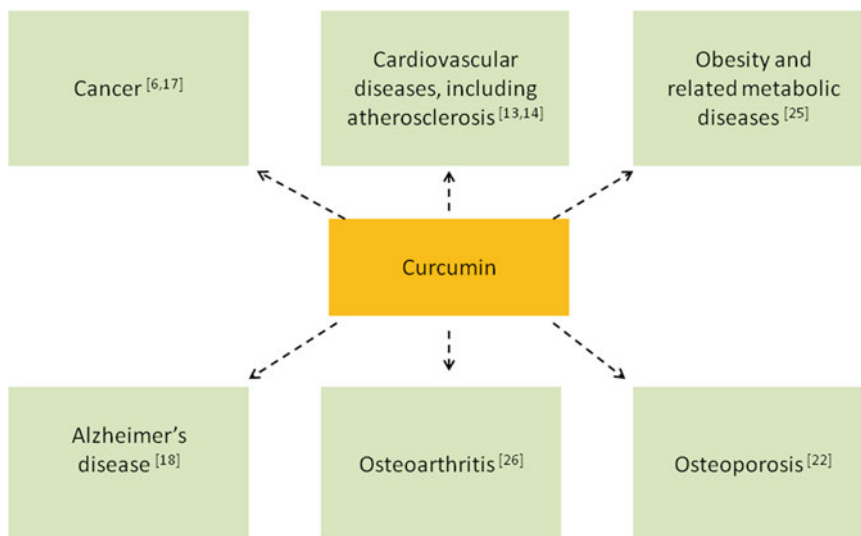 Cancer [6,17]
Cardiovascular
diseases, including
atherosclerosis [13,14]
Obesity and
related metabolic
diseases [25]
Curcumin
Alzheimer's
disease [18]
Osteoarthritis [26]
Osteoporosis [22]